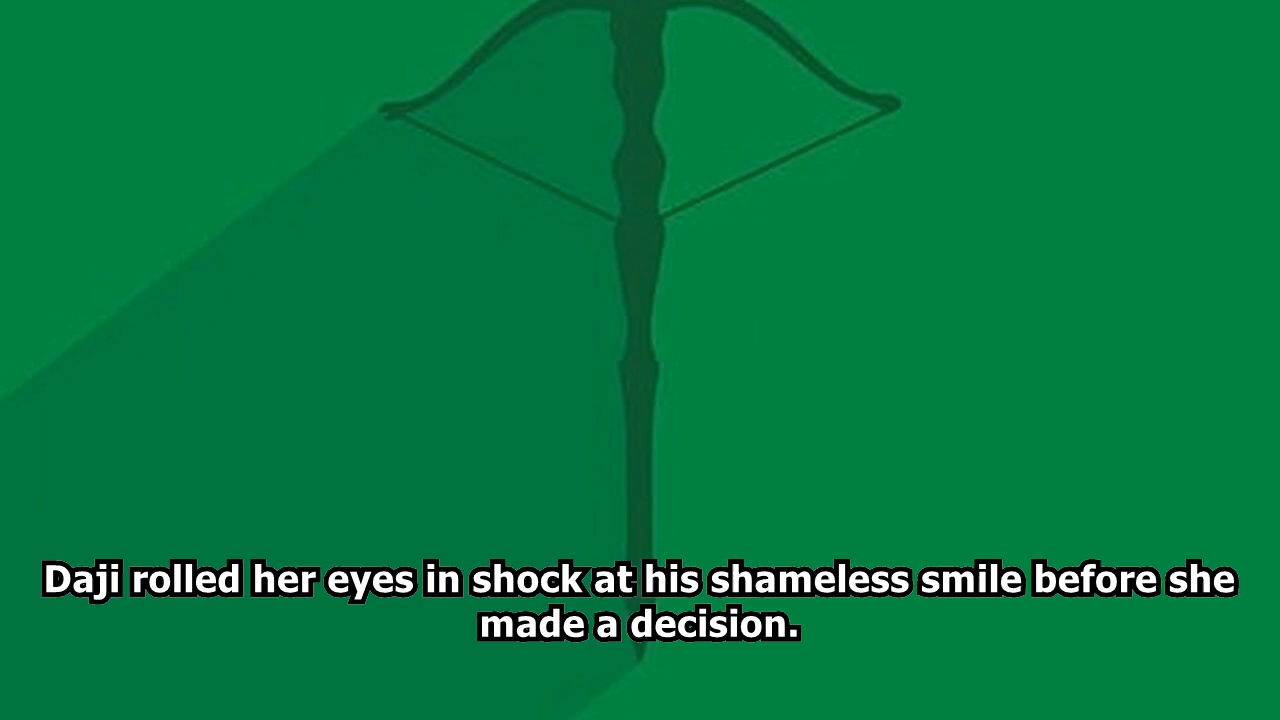 Daji rolled her eyes in shock at his shameless smile before she
made a decision.